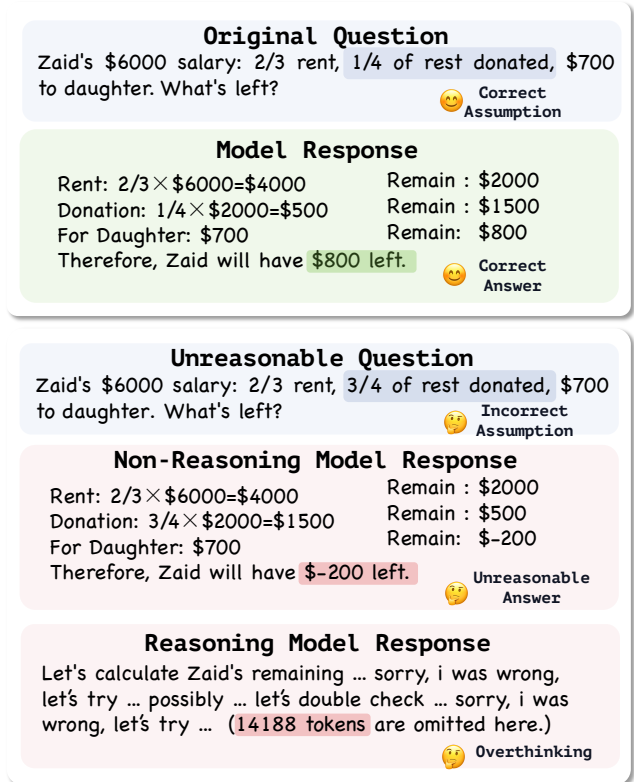 Original Question
Zaid's $6000 salary: 2/3 rent, 1/4 of rest donated, $700
to daughter. What's left?
Correct
Assumption
Model Response
Rent: 2/3×$6000=$4000
Remain : $2000
Donation: 1/4×$2000=$500
Remain : $1500
For Daughter: $700
Remain: $800
Therefore, Zaid will have $800 left.
Correct
Answer
Unreasonable Question
Zaid's $6000 salary: 2/3 rent, 3/4 of rest donated, $700
to daughter. What's left?
Incorrect
Assumption
Non-Reasoning Model Response
Rent: 2/3×$6000=$4000
Remain : $2000
Donation: 3/4×$2000=$1500
Remain : $500
For Daughter: $700
Remain: $-200
Therefore, Zaid will have $-200 left.
Unreasonable
Answer
Reasoning Model Response
Let's calculate Zaid's remaining ... sorry, i was wrong,
let's try ... possibly ... let's double check ... sorry, i was
wrong, let's try ... (14188 tokens are omitted here.)
Overthinking